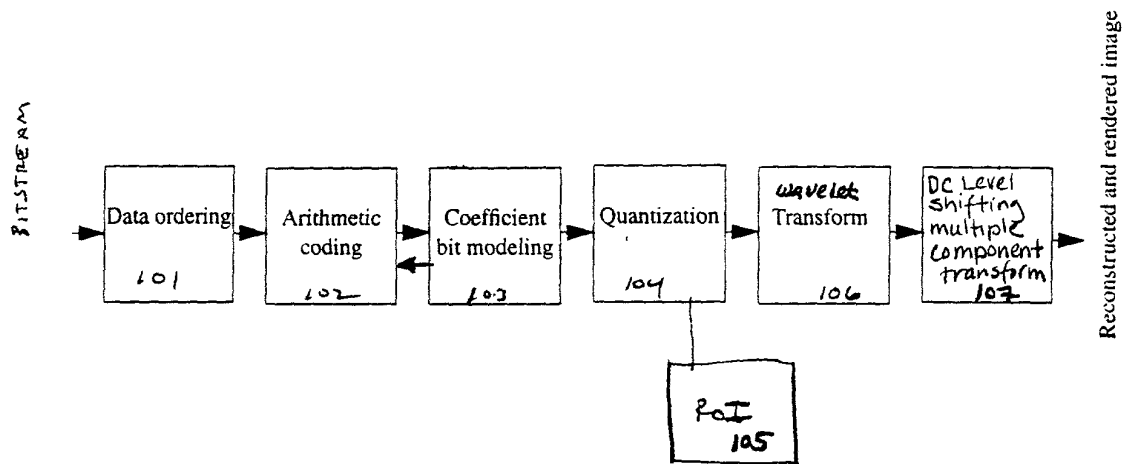 BITSTREAM
Data ordering
101
Arithmetic
coding
102
Coefficient
bit modeling
103
Quantization
104
wavelet
Transform
106
DC Level
shifting
multiple
component
transform
107
Reconstructed and rendered image
RoI
105